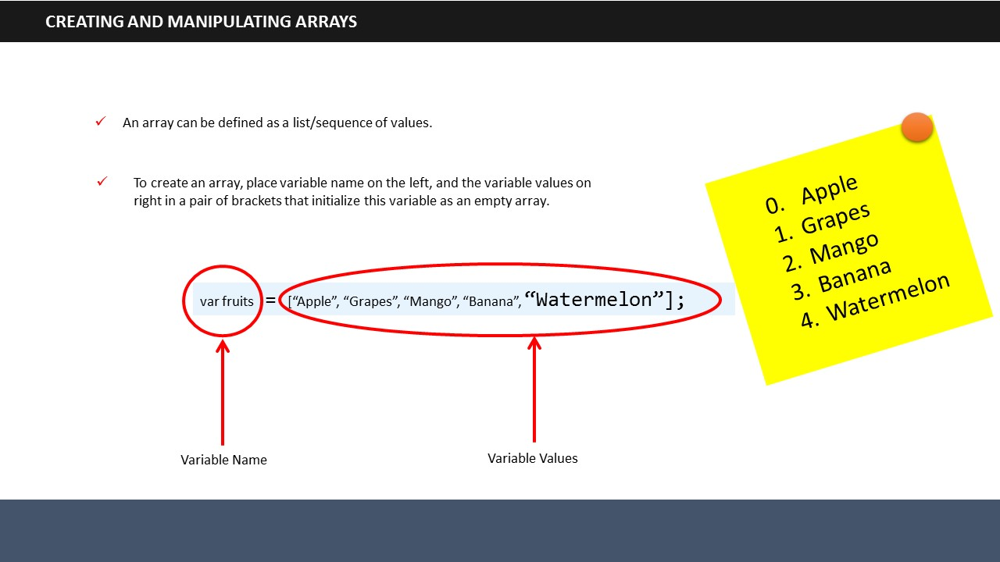 CREATING AND MANIPULATING ARRAYS
✓ An array can be defined as a list/sequence of values.
✓ To create an array, place variable name on the left, and the variable values on
right in a pair of brackets that initialize this variable as an empty array.
var fruits = [“Apple”, “Grapes”, “Mango”, “Banana”, “Watermelon”];
Variable Name
Variable Values
0. Apple
1. Grapes
2. Mango
3. Banana
4. Watermelon